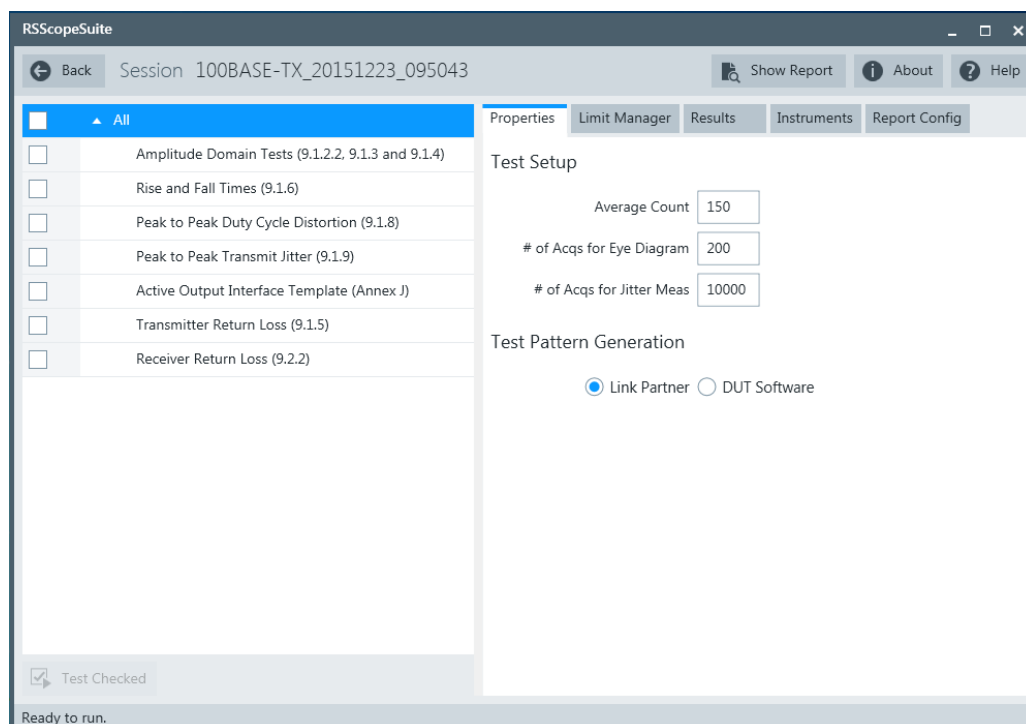 RSScopeSuite
Back Session 100BASE-TX_20151223_095043 Show Report About Help
All
Amplitude Domain Tests (9.1.2.2, 9.1.3 and 9.1.4)
Rise and Fall Times (9.1.6)
Peak to Peak Duty Cycle Distortion (9.1.8)
Peak to Peak Transmit Jitter (9.1.9)
Active Output Interface Template (Annex J)
Transmitter Return Loss (9.1.5)
Receiver Return Loss (9.2.2)
Test Checked
Properties Limit Manager Results Instruments Report Config
Test Setup
Average Count 150
# of Acqs for Eye Diagram 200
# of Acqs for Jitter Meas 10000
Test Pattern Generation
Link Partner DUT Software
Ready to run.